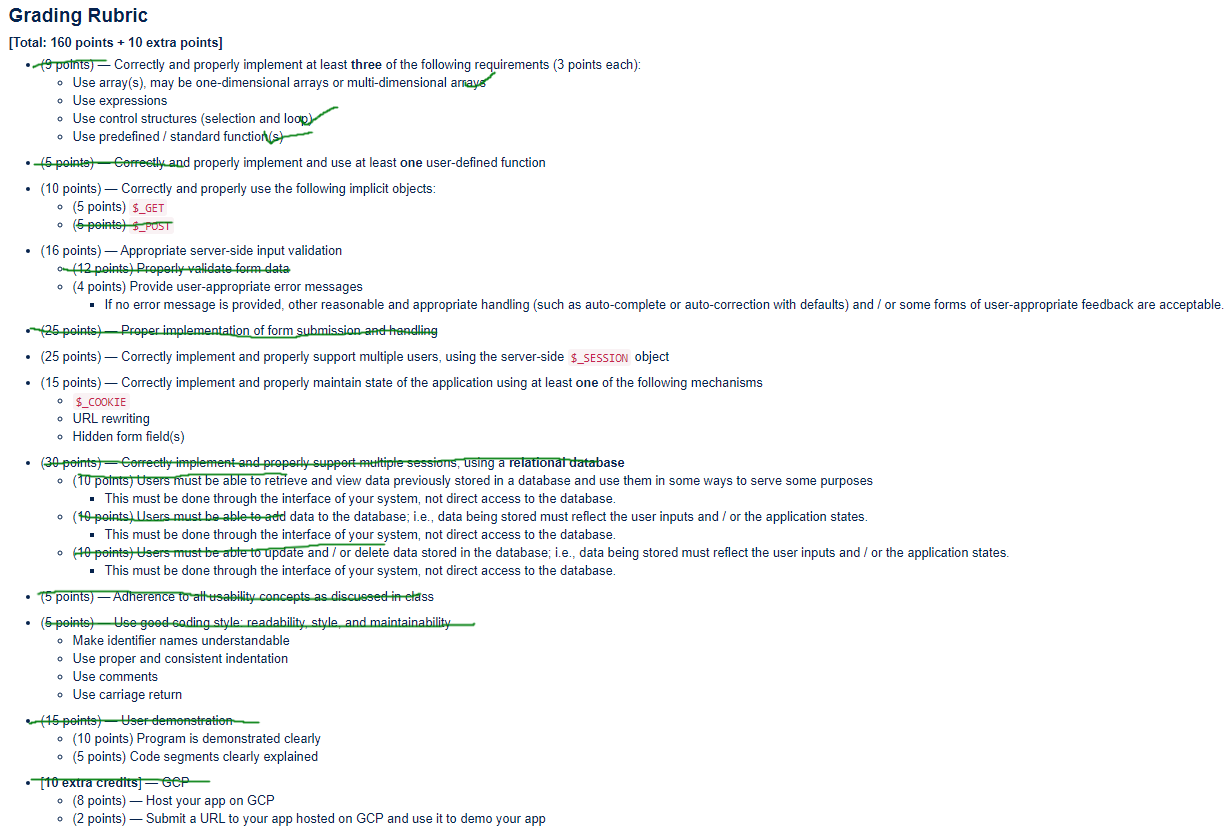 Grading Rubric
[Total: 160 points + 10 extra points]
• (9 points) — Correctly and properly implement at least three of the following requirements (3 points each):
◦ Use array(s), may be one-dimensional arrays or multi-dimensional arrays
◦ Use expressions
◦ Use control structures (selection and loop)
◦ Use predefined / standard function(s)
• (5 points) — Correctly and properly implement and use at least one user-defined function
• (10 points) — Correctly and properly use the following implicit objects:
◦ (5 points) $_GET
◦ (5 points) $_POST
• (16 points) — Appropriate server-side input validation
◦ (12 points) Properly validate form data
◦ (4 points) Provide user-appropriate error messages
▪ If no error message is provided, other reasonable and appropriate handling (such as auto-complete or auto-correction with defaults) and / or some forms of user-appropriate feedback are acceptable.
• (25 points) — Proper implementation of form submission and handling
• (25 points) — Correctly implement and properly support multiple users, using the server-side $_SESSION object
• (15 points) — Correctly implement and properly maintain state of the application using at least one of the following mechanisms
◦ $_COOKIE
◦ URL rewriting
◦ Hidden form field(s)
• (30 points) — Correctly implement and properly support multiple sessions, using a relational database
◦ (10 points) Users must be able to retrieve and view data previously stored in a database and use them in some ways to serve some purposes
▪ This must be done through the interface of your system, not direct access to the database.
◦ (10 points) Users must be able to add data to the database; i.e., data being stored must reflect the user inputs and / or the application states.
▪ This must be done through the interface of your system, not direct access to the database.
◦ (10 points) Users must be able to update and / or delete data stored in the database; i.e., data being stored must reflect the user inputs and / or the application states.
▪ This must be done through the interface of your system, not direct access to the database.
• (5 points) — Adherence to all usability concepts as discussed in class
• (5 points) — Use good coding style: readability, style, and maintainability
◦ Make identifier names understandable
◦ Use proper and consistent indentation
◦ Use comments
◦ Use carriage return
• (15 points) — User demonstration
◦ (10 points) Program is demonstrated clearly
◦ (5 points) Code segments clearly explained
• [10 extra credits] — GCP
◦ (8 points) — Host your app on GCP
◦ (2 points) — Submit a URL to your app hosted on GCP and use it to demo your app